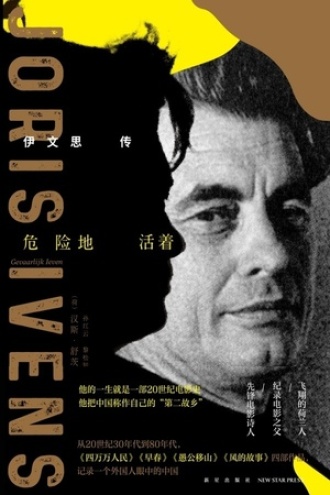 JORIS IVENS
伊文思 传
危险地 活着
Gevaarlijk leven
汉斯·舒茨
他的一生就是一部20世纪电影史
他把中国称作自己的“第二故乡”
飞翔的荷兰人/
纪录电影之父/
先锋电影诗人
从20世纪30年代到80年代，
《四万万人民》《早春》《愚公移山》《风的故事》四部作品，
记录一个外国人眼中的中国
新星出版社 NEW STAR PRESS